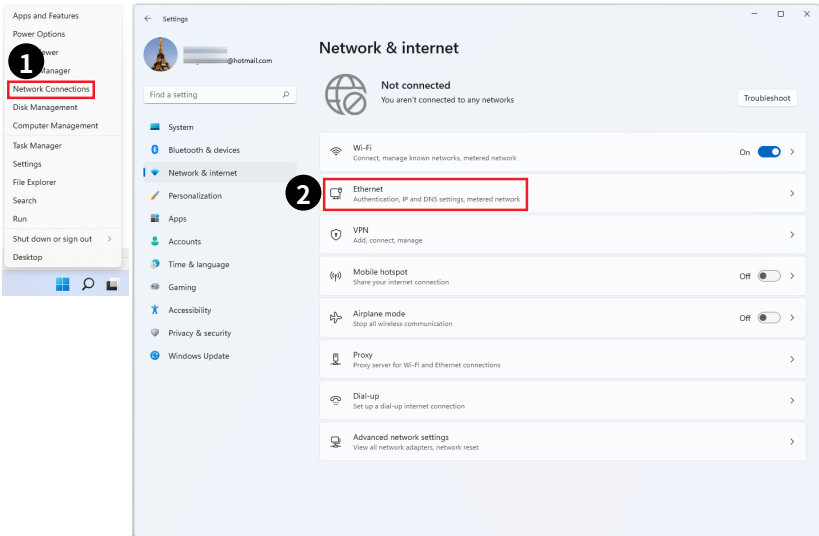 Apps and Features
Power Options
ewer
1
Manager
Network Connections
Disk Management
Computer Management
Task Manager
Settings
File Explorer
Search
Run
Shut down or sign out
Desktop
Settings
@hotmail.com
Find a setting
System
Bluetooth & devices
Network & internet
Personalization
Apps
Accounts
Time & language
Gaming
Accessibility
Privacy & security
Windows Update
Network & internet
Not connected
You aren't connected to any networks
Troubleshoot
Wi-Fi
Connect, manage known networks, metered network
On
2
Ethernet
Authentication, IP and DNS settings, metered network
VPN
Add, connect, manage
Mobile hotspot
Share your internet connection
Off
Airplane mode
Stop all wireless communication
Off
Proxy
Proxy server for Wi-Fi and Ethernet connections
Dial-up
Set up a dial-up internet connection
Advanced network settings
View all network adapters, network reset